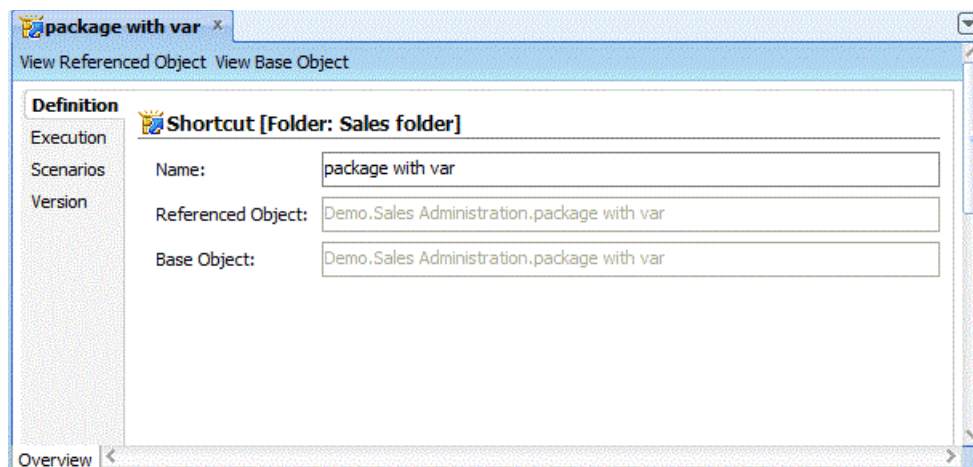 package with var x
View Referenced Object View Base Object
Definition
Execution
Scenarios
Version
Shortcut [Folder: Sales folder]
Name: package with var
Referenced Object: Demo.Sales Administration.package with var
Base Object: Demo.Sales Administration.package with var
Overview